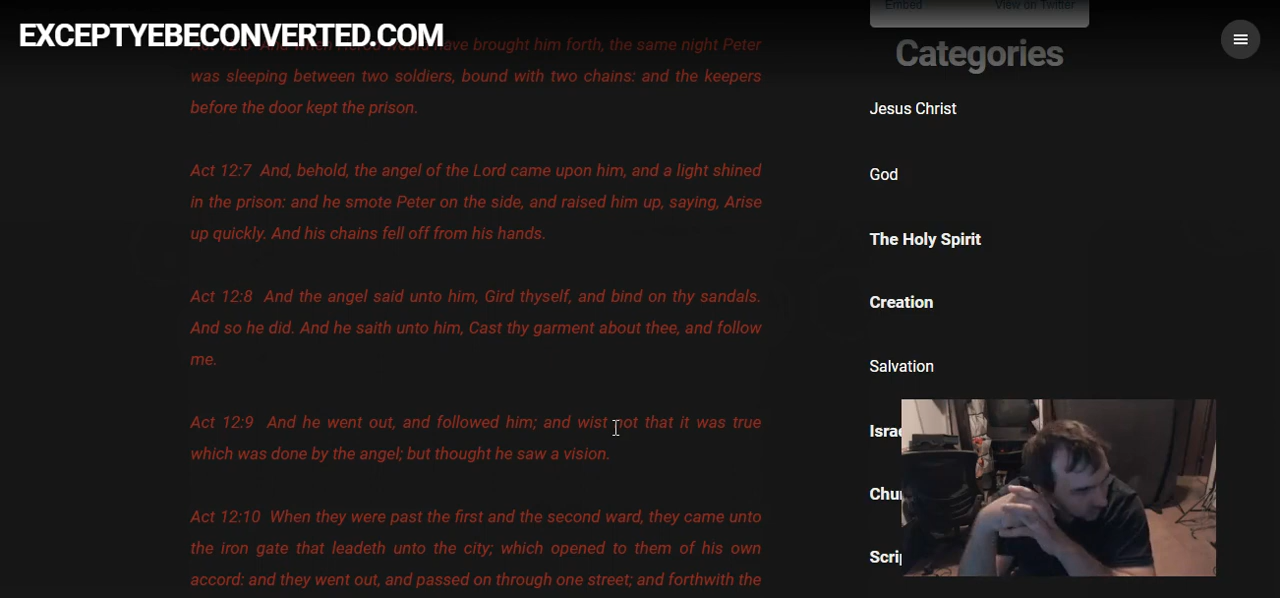 EXCEPTYEBECONVERTED.COM
have brought him forth, the same night Peter
was sleeping between two soldiers, bound with two chains: and the keepers
before the door kept the prison.
Act 12:7 And, behold, the angel of the Lord came upon him, and a light shined
in the prison: and he smote Peter on the side, and raised him up, saying, Arise
up quickly. And his chains fell off from his hands.
Act 12:8 And the angel said unto him, Gird thyself, and bind on thy sandals.
And so he did. And he saith unto him, Cast thy garment about thee, and follow
me.
Act 12:9 And he went out, and followed him; and wist not that it was true
which was done by the angel; but thought he saw a vision.
Act 12:10 When they were past the first and the second ward, they came unto
the iron gate that leadeth unto the city; which opened to them of his own
accord: and they went out, and passed on through one street; and forthwith the
Embed View on Twitter
Categories
Jesus Christ
God
The Holy Spirit
Creation
Salvation